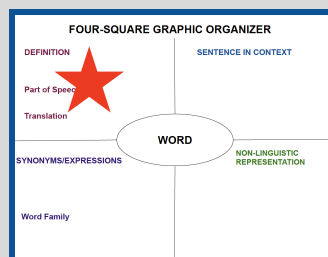 FOUR-SQUARE GRAPHIC ORGANIZER
DEFINITION
SENTENCE IN CONTEXT
Part of Speec
Translation
WORD
SYNONYMS/EXPRESSIONS
NON-LINGUISTIC
REPRESENTATION
Word Family